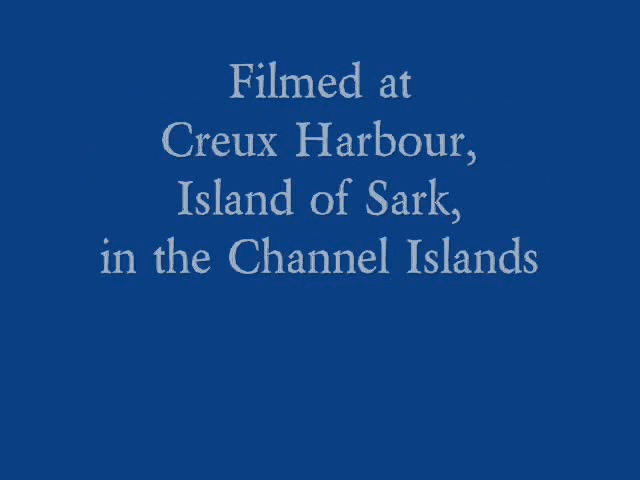 Filmed at
Creux Harbour,
Island of Sark,
in the Channel Islands